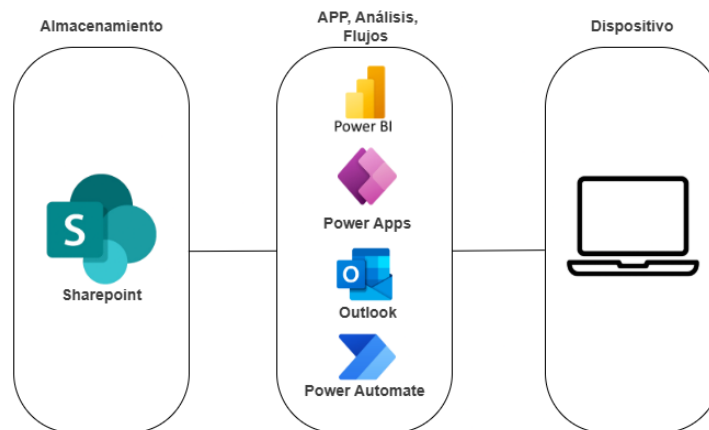 Almacenamiento
APP, Análisis,
Flujos
Dispositivo
Power BI
Power Apps
S
Sharepoint
O
Outlook
Power Automate